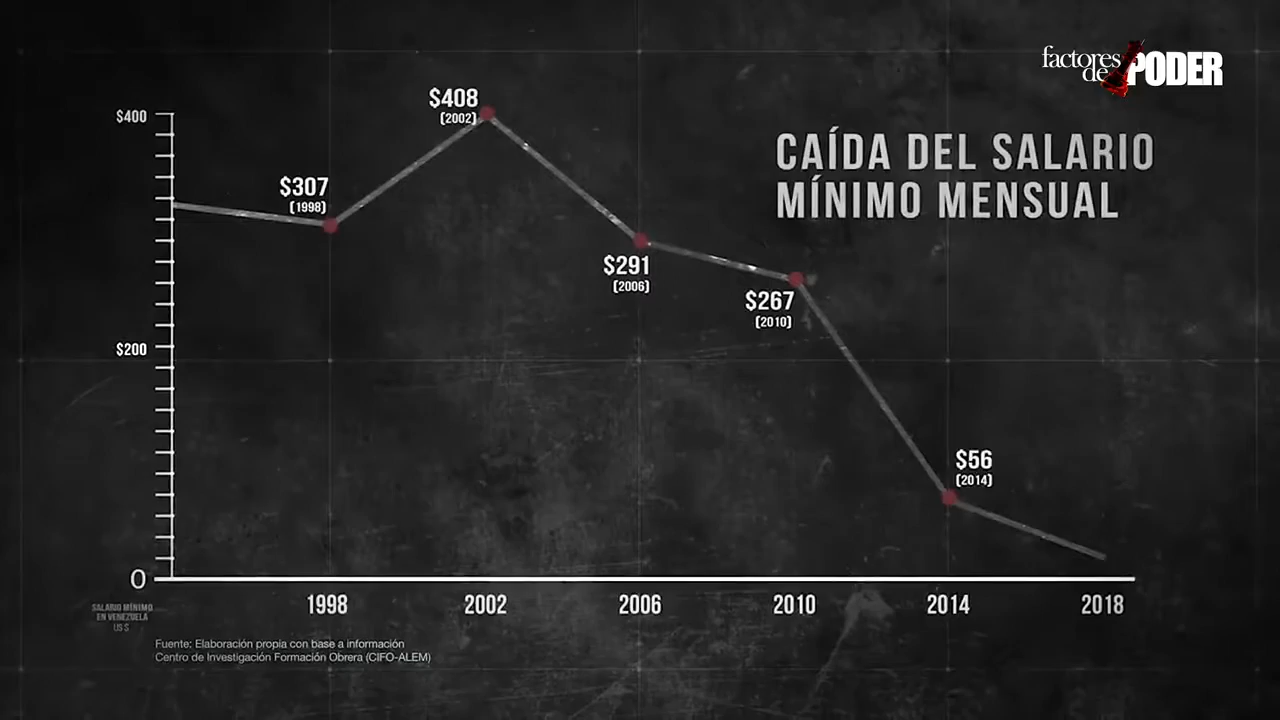 factores
de PODER
CAÍDA DEL SALARIO
MÍNIMO MENSUAL
$400
$200
0
$408
(2002)
$307
(1998)
$291
(2006)
$267
(2010)
$56
(2014)
1998 2002 2006 2010 2014 2018
SALARIO MÍNIMO
EN VENEZUELA
US $
Fuente: Elaboración propia con base a información
Centro de Investigación Formación Obrera (CIFO-ALEM)